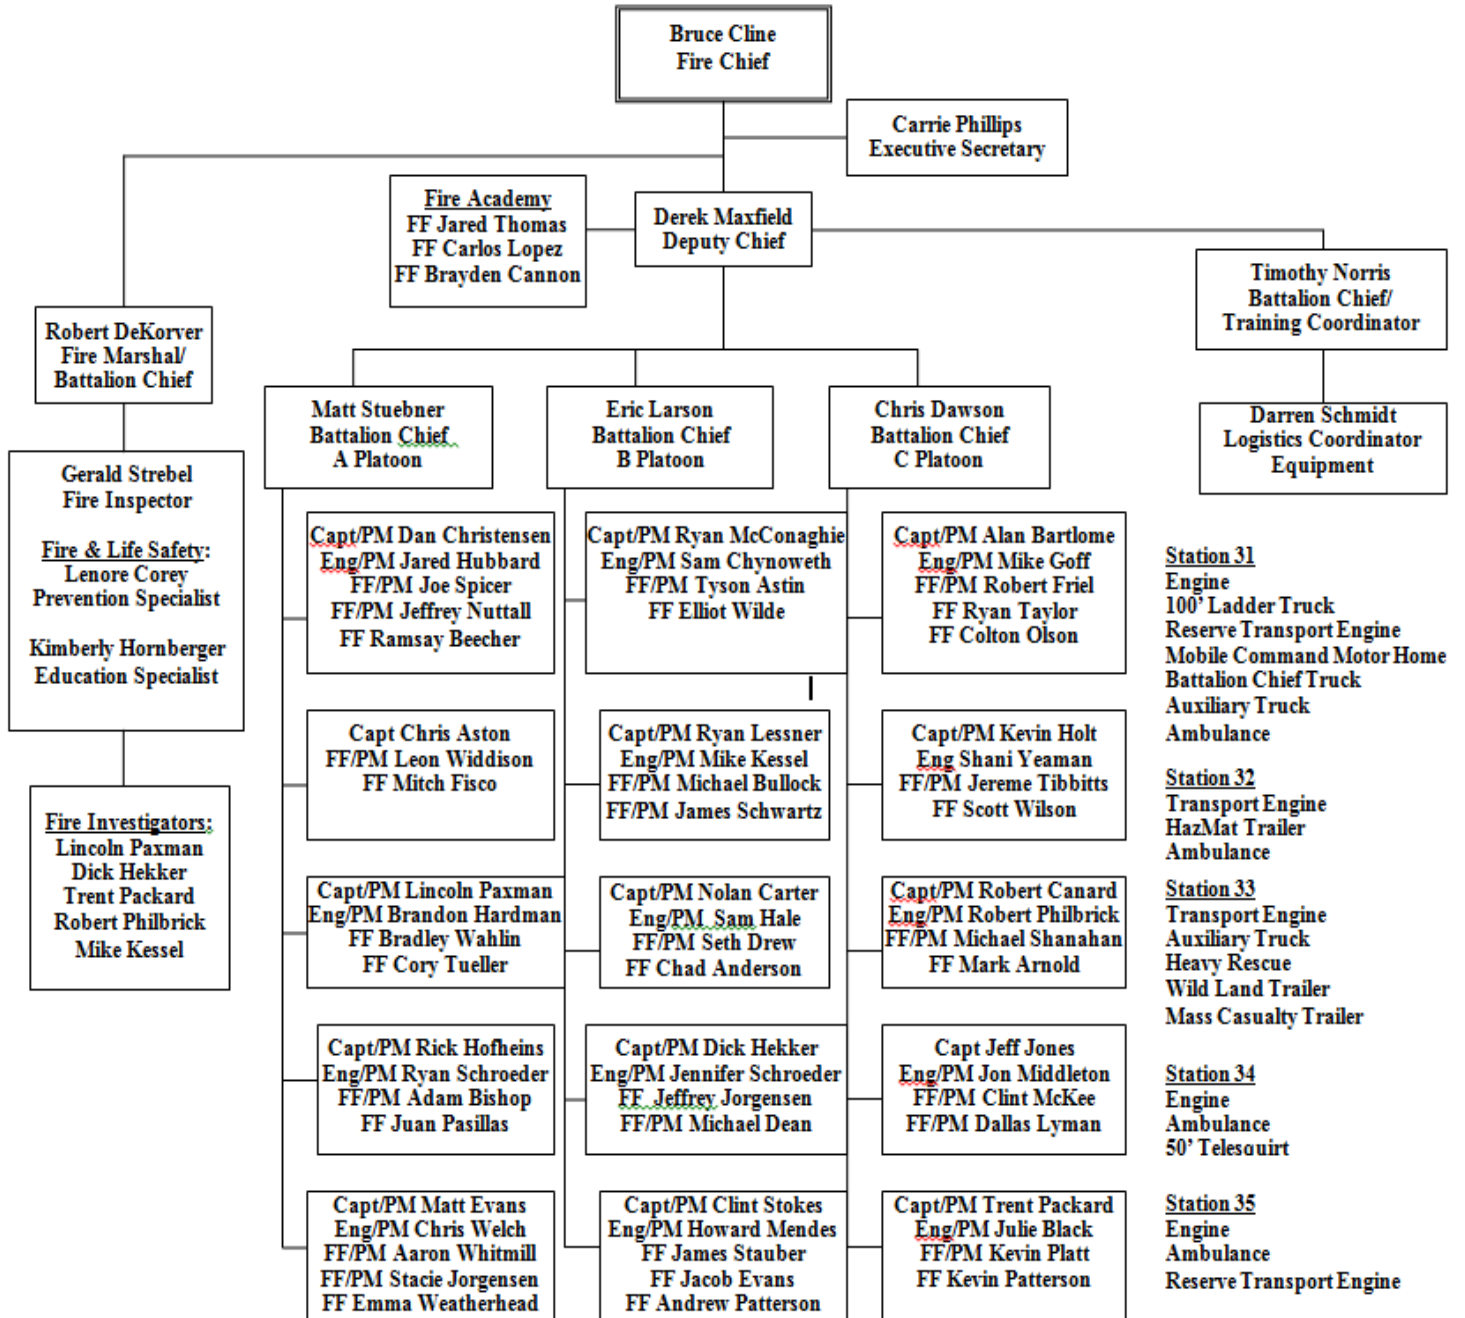 Bruce Cline
Fire Chief
Carrie Phillips
Executive Secretary
Fire Academy
FF Jared Thomas
FF Carlos Lopez
FF Brayden Cannon
Derek Maxfield
Deputy Chief
Timothy Norris
Battalion Chief/
Training Coordinator
Robert DeKorver
Fire Marshal/
Battalion Chief
Matt Stuebner
Battalion Chief
A Platoon
Eric Larson
Battalion Chief
B Platoon
Chris Dawson
Battalion Chief
C Platoon
Darren Schmidt
Logistics Coordinator
Equipment
Gerald Strebel
Fire Inspector
Fire & Life Safety:
Lenore Corey
Prevention Specialist
Kimberly Hornberger
Education Specialist
Fire Investigators:
Lincoln Paxman
Dick Hekker
Trent Packard
Robert Philbrick
Mike Kessel
Capt/PM Dan Christensen
Eng/PM Jared Hubbard
FF/PM Joe Spicer
FF/PM Jeffrey Nuttall
FF Ramsay Beecher
Capt/PM Ryan McConaghie
Eng/PM Sam Chynoweth
FF/PM Tyson Astin
FF Elliot Wilde
Capt/PM Alan Bartlome
Eng/PM Mike Goff
FF/PM Robert Friel
FF Ryan Taylor
FF Colton Olson
Capt Chris Aston
FF/PM Leon Widdison
FF Mitch Fisco
Capt/PM Ryan Lessner
Eng/PM Mike Kessel
FF/PM Michael Bullock
FF/PM James Schwartz
Capt/PM Kevin Holt
Eng Shani Yeaman
FF/PM Jereme Tibbitts
FF Scott Wilson
Capt/PM Lincoln Paxman
Eng/PM Brandon Hardman
FF Bradley Wahlin
FF Cory Tueller
Capt/PM Nolan Carter
Eng/PM Sam Hale
FF/PM Seth Drew
FF Chad Anderson
Capt/PM Robert Canard
Eng/PM Robert Philbrick
FF/PM Michael Shanahan
FF Mark Arnold
Capt/PM Rick Hofheins
Eng/PM Ryan Schroeder
FF/PM Adam Bishop
FF Juan Pasillas
Capt/PM Dick Hekker
Eng/PM Jennifer Schroeder
FF Jeffrey Jorgensen
FF/PM Michael Dean
Capt Jeff Jones
Eng/PM Jon Middleton
FF/PM Clint McKee
FF/PM Dallas Lyman
Capt/PM Matt Evans
Eng/PM Chris Welch
FF/PM Aaron Whitmill
FF/PM Stacie Jorgensen
FF Emma Weatherhead
Capt/PM Clint Stokes
Eng/PM Howard Mendes
FF James Stauber
FF Jacob Evans
FF Andrew Patterson
Capt/PM Trent Packard
Eng/PM Julie Black
FF/PM Kevin Platt
FF Kevin Patterson
Station 31
Engine
100’ Ladder Truck
Reserve Transport Engine
Mobile Command Motor Home
Battalion Chief Truck
Auxiliary Truck
Ambulance
Station 32
Transport Engine
HazMat Trailer
Ambulance
Station 33
Transport Engine
Auxiliary Truck
Heavy Rescue
Wild Land Trailer
Mass Casualty Trailer
Station 34
Engine
Ambulance
50’ Telesquirt
Station 35
Engine
Ambulance
Reserve Transport Engine